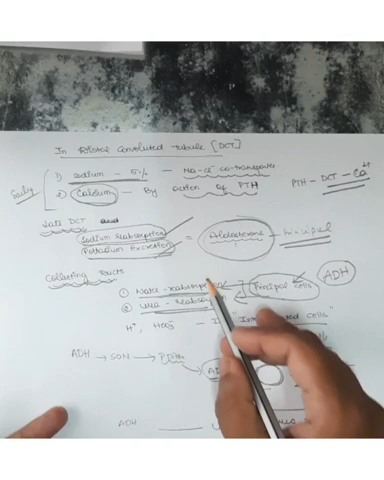 In Distal convoluted tubule [DCT]
Early
1) Sodium — 5% — Na-Cl⁻ co-transporter
2) Calcium — By action of PTH
PTH - DCT - Ca²⁺
Late DCT
Sodium reabsorption
Potassium Excretion
= Aldosterone - Principal
Collecting Ducts
① Water - reabsorption
② Urea - Reabsorption
Principal cells
ADH
H⁺, HCO₃⁻ — cells"
ADH → SON →
ADH